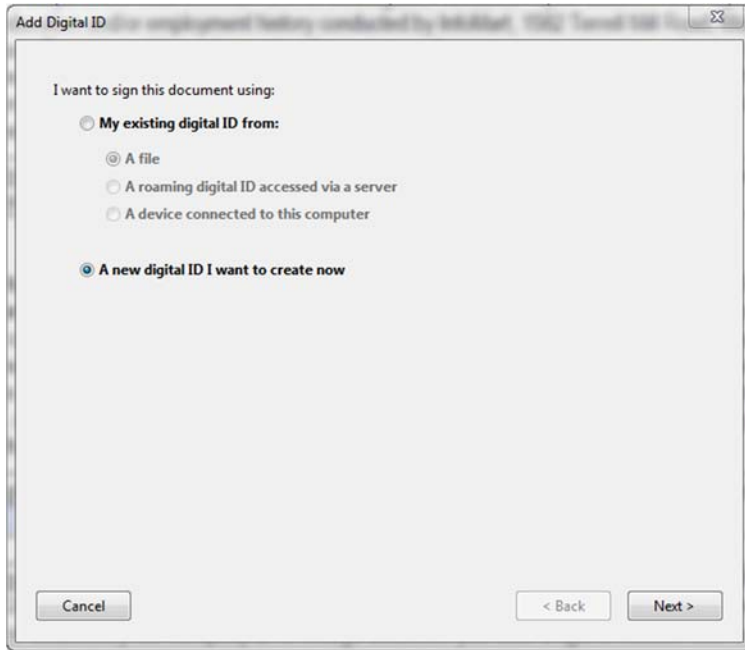 Add Digital ID
I want to sign this document using:
My existing digital ID from:
A file
A roaming digital ID accessed via a server
A device connected to this computer
A new digital ID I want to create now
Cancel
< Back
Next >